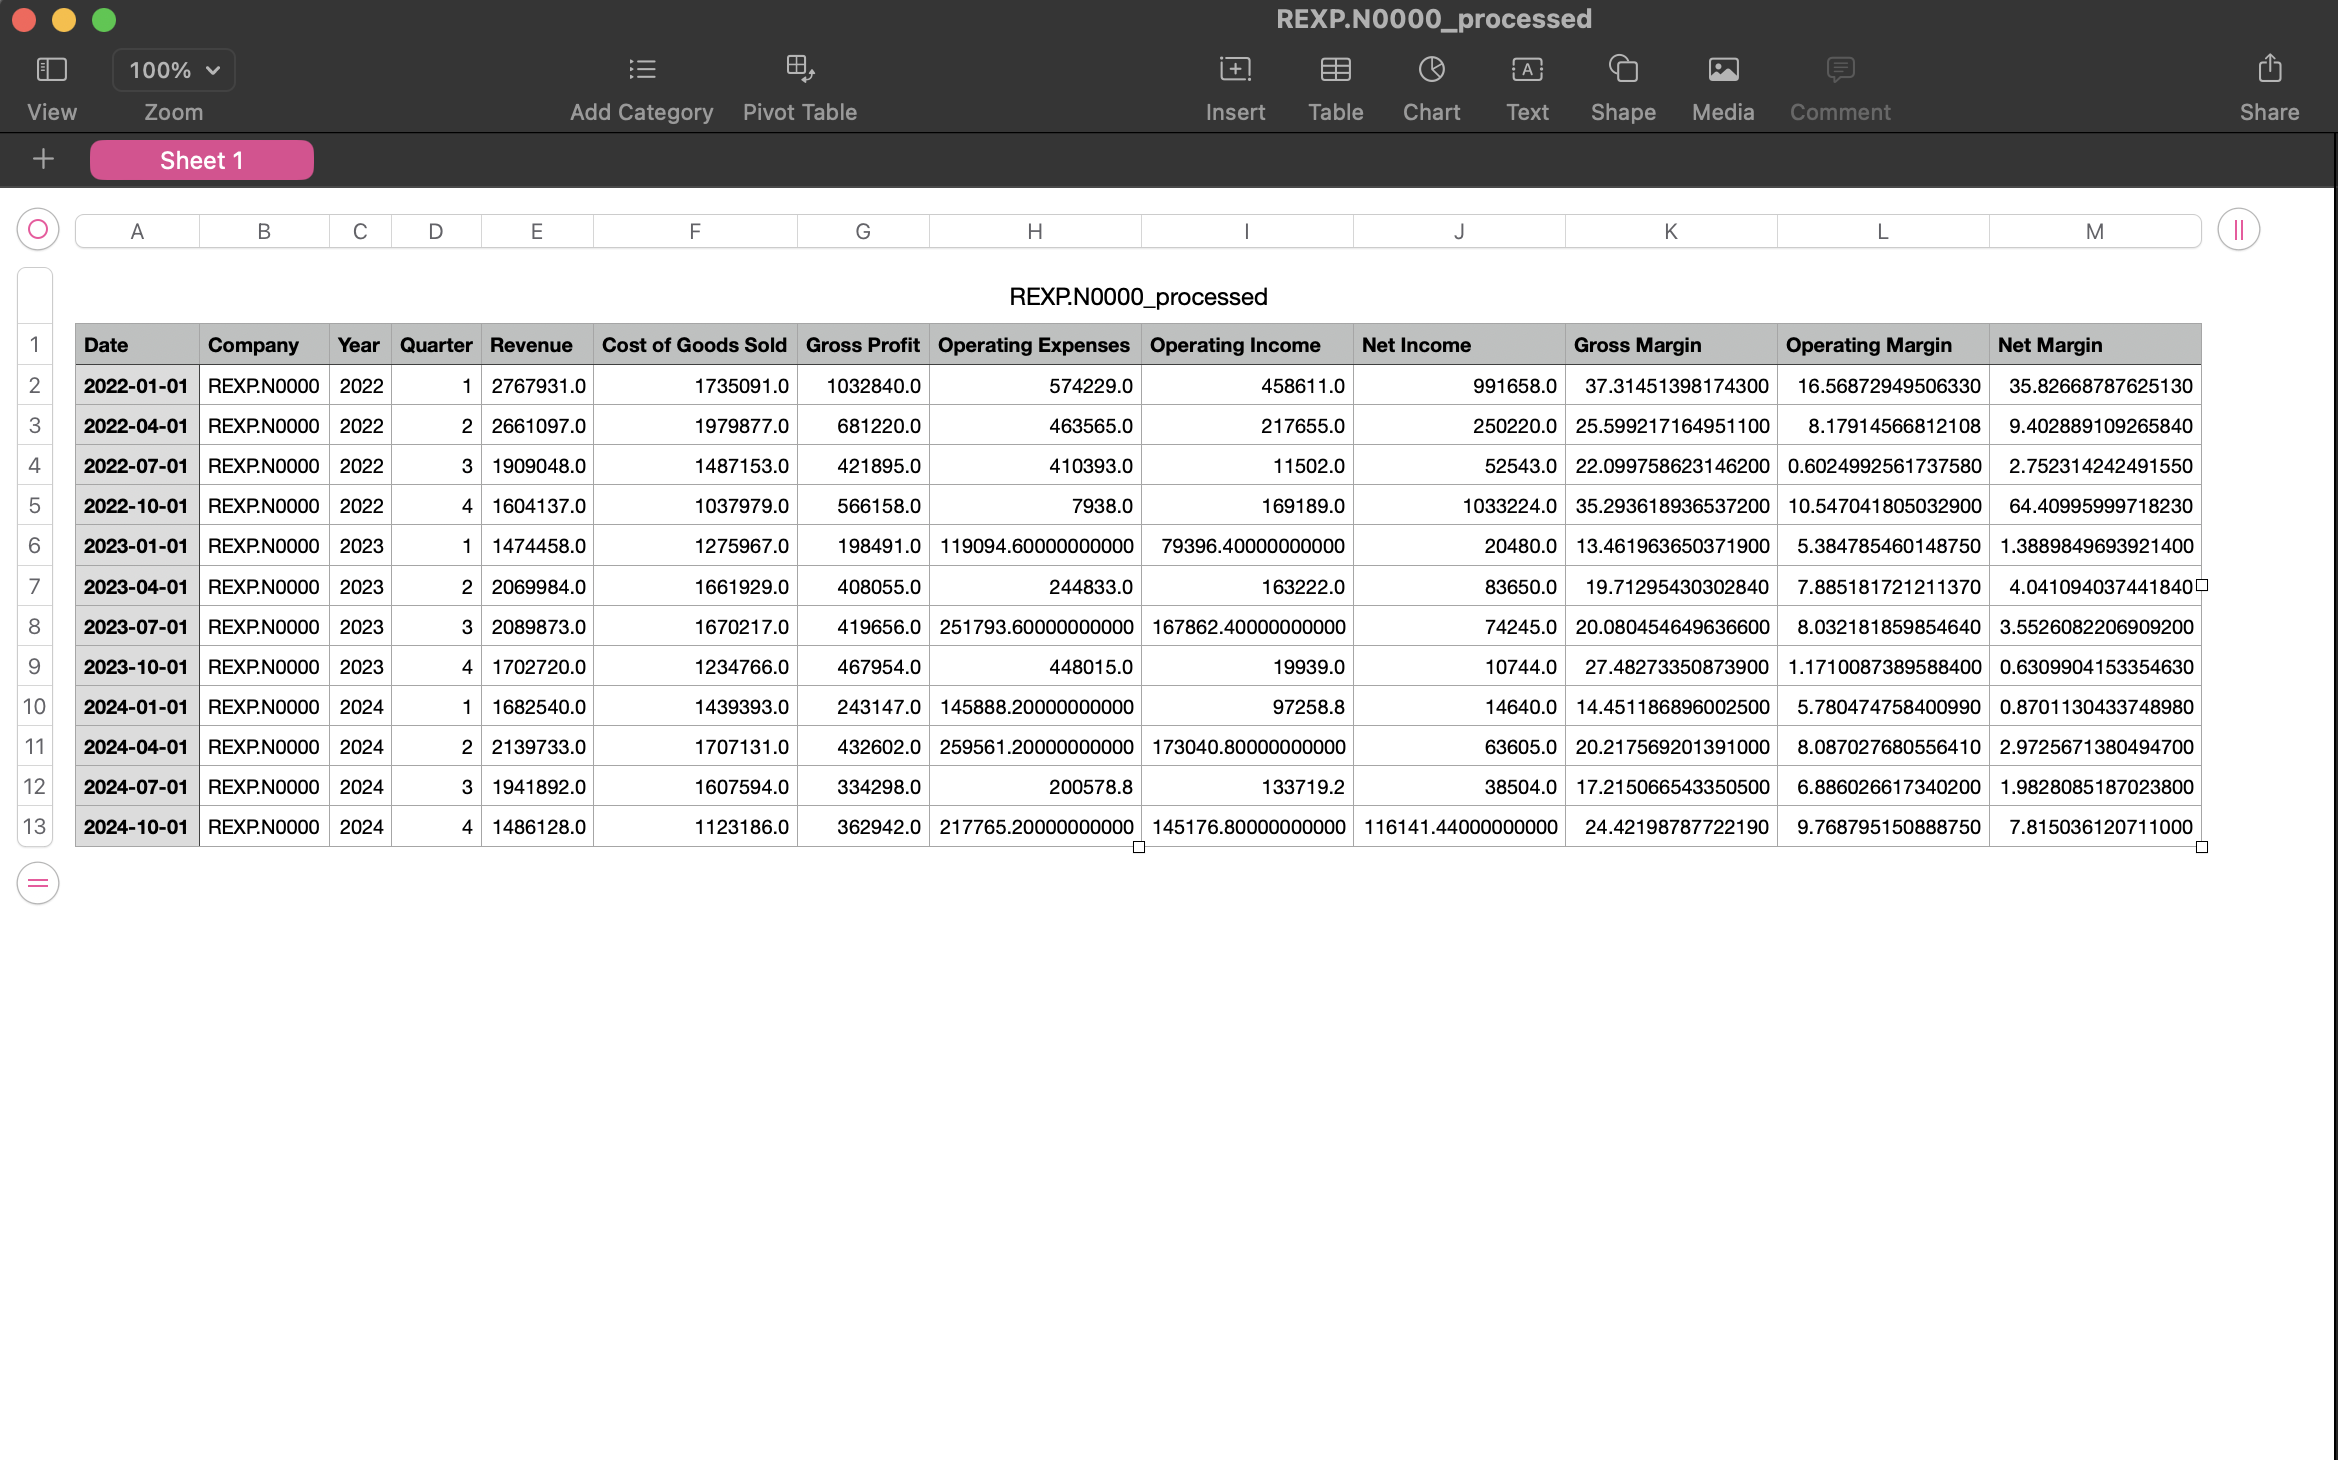 REXP.N0000_processed
100%
View Zoom Add Category Pivot Table Insert Table Chart Text Shape Media Comment Share
Sheet 1
A B C D E F G H I J K L M
REXP.N0000_processed
1 Date Company Year Quarter Revenue Cost of Goods Sold Gross Profit Operating Expenses Operating Income Net Income Gross Margin Operating Margin Net Margin
2 2022-01-01 REXP.N0000 2022 1 2767931.0 1735091.0 1032840.0 574229.0 458611.0 991658.0 37.31451398174300 16.56872949506330 35.82668787625130
3 2022-04-01 REXP.N0000 2022 2 2661097.0 1979877.0 681220.0 463565.0 217655.0 250220.0 25.599217164951100 8.17914566812108 9.402889109265840
4 2022-07-01 REXP.N0000 2022 3 1909048.0 1487153.0 421895.0 410393.0 11502.0 52543.0 22.099758623146200 0.6024992561737580 2.752314242491550
5 2022-10-01 REXP.N0000 2022 4 1604137.0 1037979.0 566158.0 7938.0 169189.0 1033224.0 35.293618936537200 10.547041805032900 64.40995999718230
6 2023-01-01 REXP.N0000 2023 1 1474458.0 1275967.0 198491.0 119094.60000000000 79396.40000000000 20480.0 13.461963650371900 5.384785460148750 1.3889849693921400
7 2023-04-01 REXP.N0000 2023 2 2069984.0 1661929.0 408055.0 244833.0 163222.0 83650.0 19.71295430302840 7.885181721211370 4.041094037441840
8 2023-07-01 REXP.N0000 2023 3 2089873.0 1670217.0 419656.0 251793.60000000000 167862.40000000000 74245.0 20.080454649636600 8.032181859854640 3.5526082206909200
9 2023-10-01 REXP.N0000 2023 4 1702720.0 1234766.0 467954.0 448015.0 19939.0 10744.0 27.48273350873900 1.1710087389588400 0.6309904153354630
10 2024-01-01 REXP.N0000 2024 1 1682540.0 1439393.0 243147.0 145888.20000000000 97258.8 14640.0 14.451186896002500 5.780474758400990 0.8701130433748980
11 2024-04-01 REXP.N0000 2024 2 2139733.0 1707131.0 432602.0 259561.20000000000 173040.80000000000 63605.0 20.217569201391000 8.087027680556410 2.9725671380494700
12 2024-07-01 REXP.N0000 2024 3 1941892.0 1607594.0 334298.0 200578.8 133719.2 38504.0 17.215066543350500 6.886026617340200 1.9828085187023800
13 2024-10-01 REXP.N0000 2024 4 1486128.0 1123186.0 362942.0 217765.20000000000 145176.80000000000 116141.44000000000 24.42198787722190 9.768795150888750 7.815036120711000